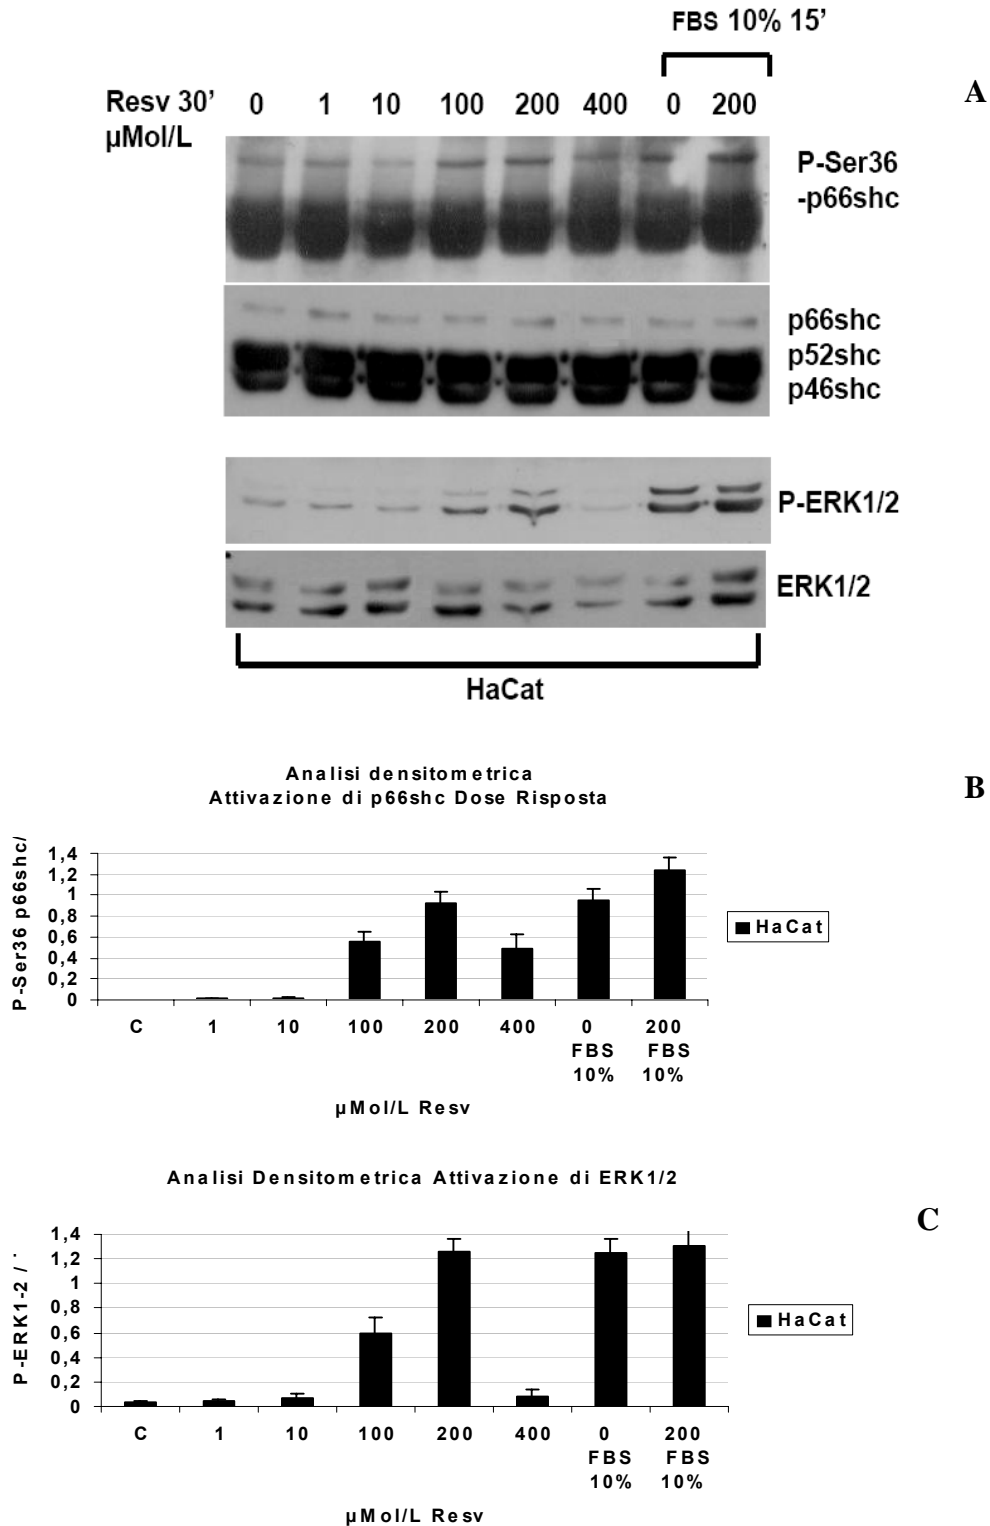 FBS 10% 15’
A
Resv 30’ 0 1 10 100 200 400 0 200
µMol/L
P-Ser36
-p66shc
p66shc
p52shc
p46shc
P-ERK1/2
ERK1/2
HaCat
Analisi densitometrica
Attivazione di p66shc Dose Risposta
B
P-Ser36 p66shc/
1,4
1,2
1
0,8
0,6
0,4
0,2
0
HaCat
C 1 10 100 200 400 0 200
FBS FBS
10% 10%
µMol/L Resv
Analisi Densitometrica Attivazione di ERK1/2
C
P-ERK1-2 /
1,4
1,2
1
0,8
0,6
0,4
0,2
0
HaCat
C 1 10 100 200 400 0 200
FBS FBS
10% 10%
µMol/L Resv